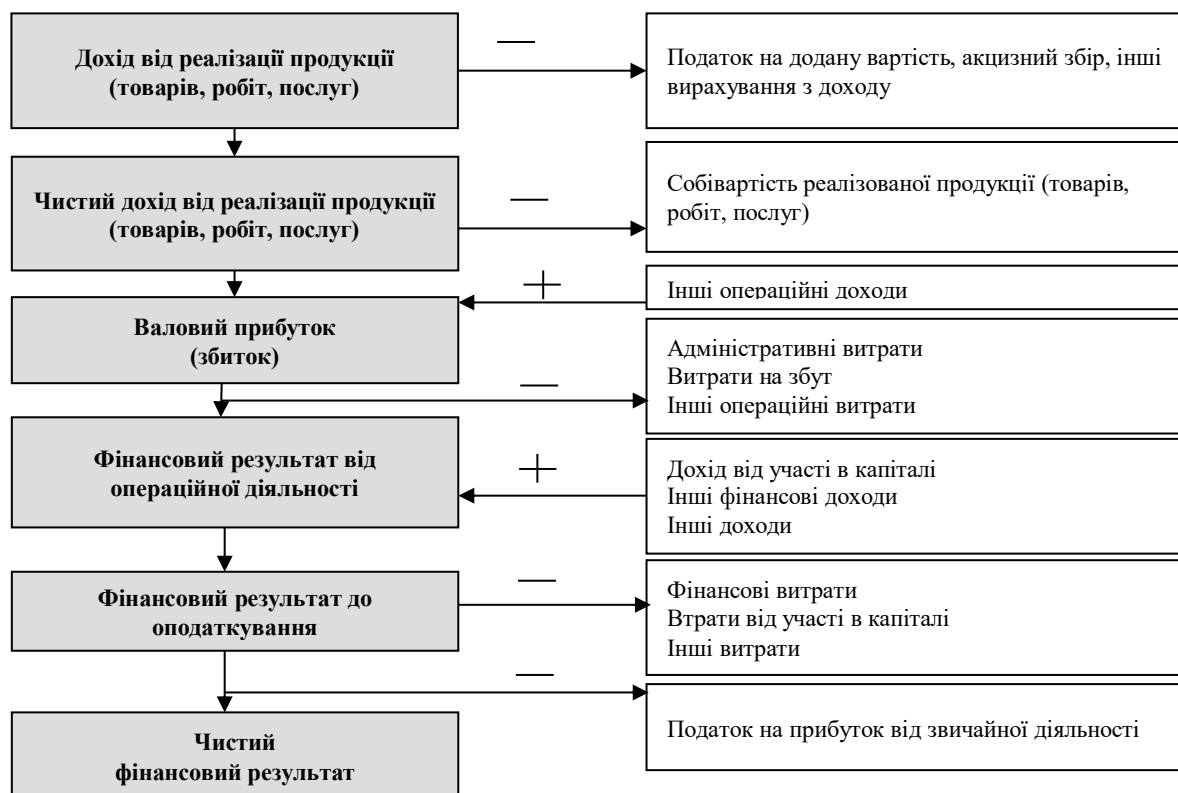 Дохід від реалізації продукції
(товарів, робіт, послуг)
Податок на додану вартість, акцизний збір, інші
вирахування з доходу
Чистий дохід від реалізації продукції
(товарів, робіт, послуг)
Собівартість реалізованої продукції (товарів,
робіт, послуг)
Інші операційні доходи
Валовий прибуток
(збиток)
Адміністративні витрати
Витрати на збут
Інші операційні витрати
Фінансовий результат від
операційної діяльності
Дохід від участі в капіталі
Інші фінансові доходи
Інші доходи
Фінансовий результат до
оподаткування
Фінансові витрати
Втрати від участі в капіталі
Інші витрати
Податок на прибуток від звичайної діяльності
Чистий
фінансовий результат